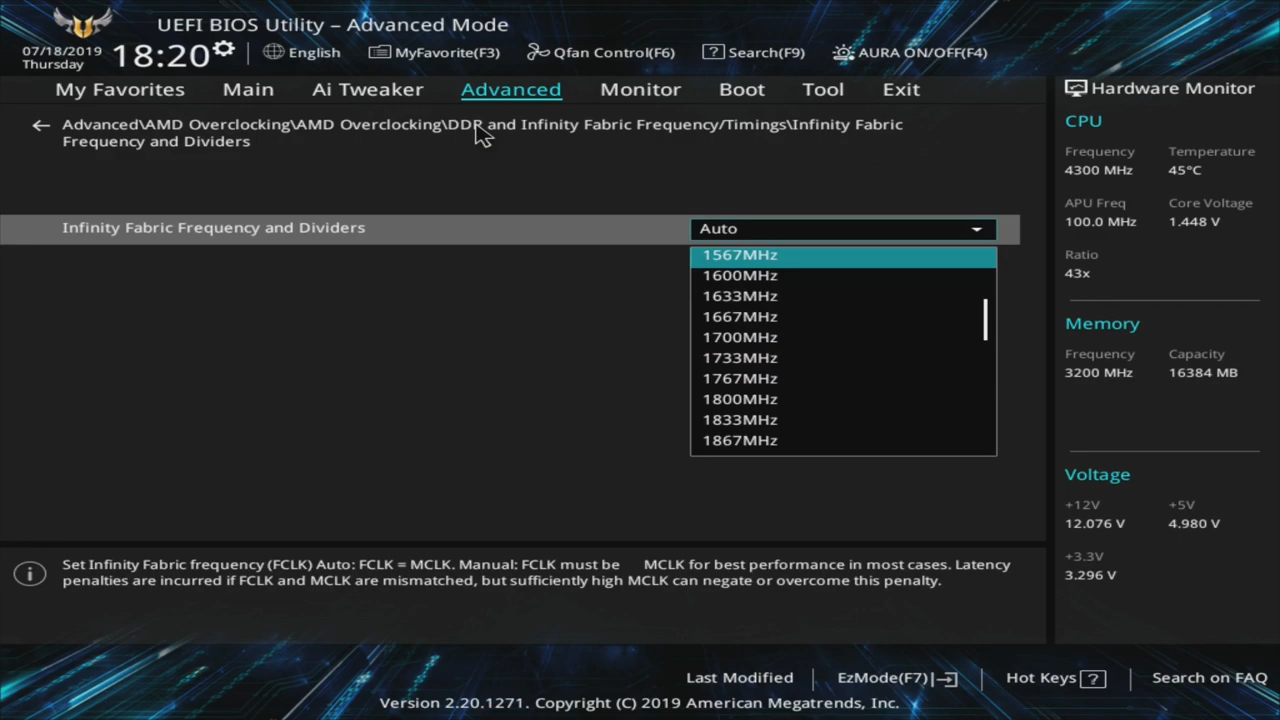 UEFI BIOS Utility – Advanced Mode
07/18/2019
Thursday
18:20
English
MyFavorite(F3)
Qfan Control(F6)
? Search(F9)
AURA ON/OFF(F4)
My Favorites Main Ai Tweaker Advanced Monitor Boot Tool Exit
Hardware Monitor
Advanced\AMD Overclocking\AMD Overclocking\DDR and Infinity Fabric Frequency/Timings\Infinity Fabric
Frequency and Dividers
Infinity Fabric Frequency and Dividers
Auto
1567MHz
1600MHz
1633MHz
1667MHz
1700MHz
1733MHz
1767MHz
1800MHz
1833MHz
1867MHz
CPU
Frequency Temperature
4300 MHz 45°C
APU Freq Core Voltage
100.0 MHz 1.448 V
Ratio
43x
Memory
Frequency Capacity
3200 MHz 16384 MB
Voltage
+12V +5V
12.076 V 4.980 V
+3.3V
3.296 V
Set Infinity Fabric frequency (FCLK) Auto: FCLK = MCLK. Manual: FCLK must be MCLK for best performance in most cases. Latency
penalties are incurred if FCLK and MCLK are mismatched, but sufficiently high MCLK can negate or overcome this penalty.
Last Modified EzMode(F7) Hot Keys ? Search on FAQ
Version 2.20.1271. Copyright (C) 2019 American Megatrends, Inc.